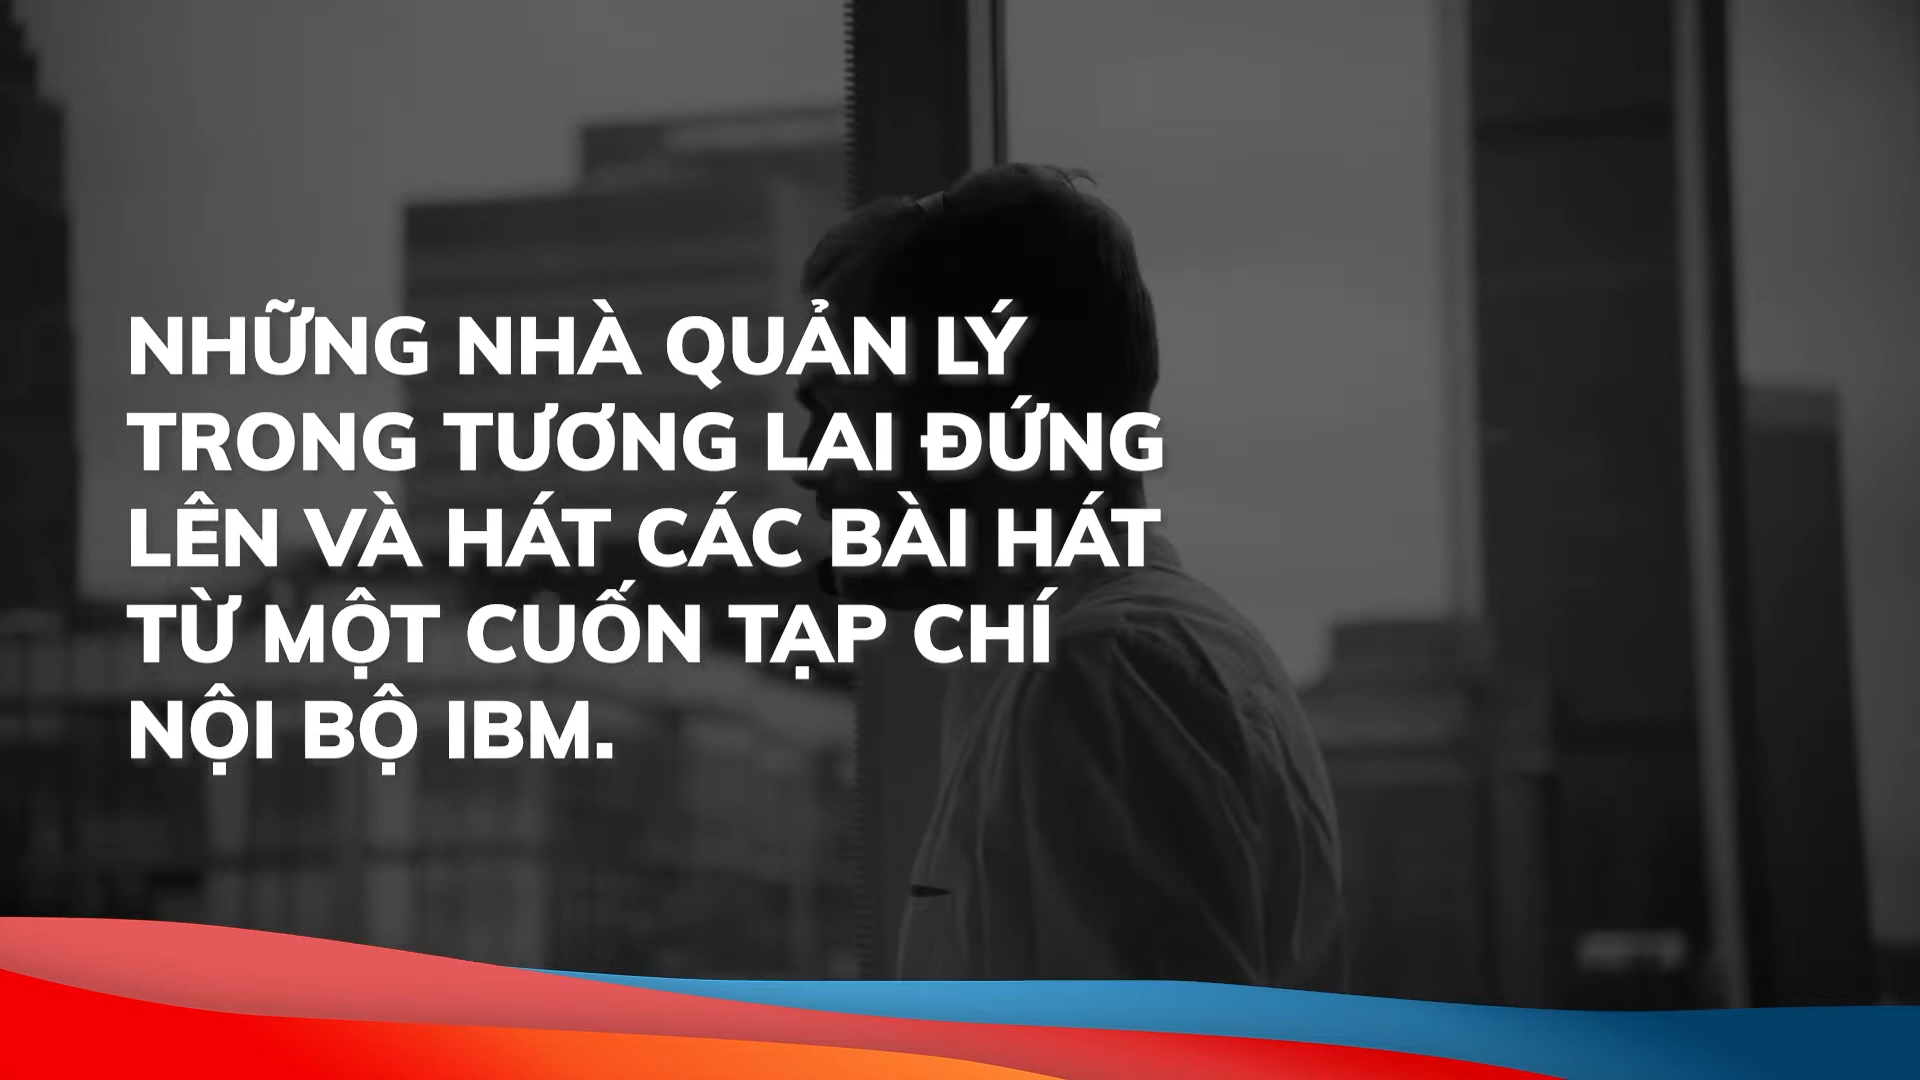 NHỮNG NHÀ QUẢN LÝ
TRONG TƯƠNG LAI ĐỨNG
LÊN VÀ HÁT CÁC BÀI HÁT
TỪ MỘT CUỐN TẠP CHÍ
NỘI BỘ IBM.